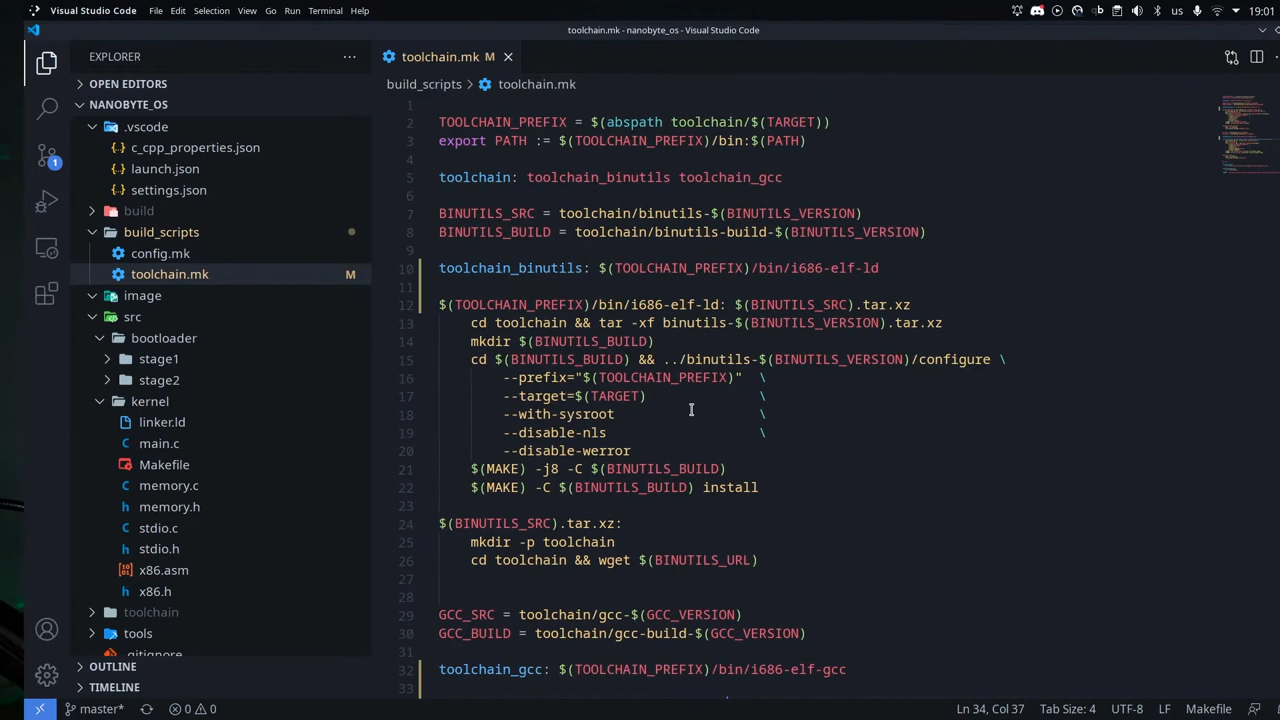 Visual Studio Code File Edit Selection View Go Run Terminal Help us 19:01
toolchain.mk - nanobyte_os - Visual Studio Code
EXPLORER
toolchain.mk M
OPEN EDITORS
build_scripts > toolchain.mk
NANOBYTE_OS
.vscode
c_cpp_properties.json
launch.json
settings.json
build
build_scripts
config.mk
toolchain.mk M
image
src
bootloader
stage1
stage2
kernel
linker.ld
main.c
Makefile
memory.c
memory.h
stdio.c
stdio.h
x86.asm
x86.h
toolchain
tools
.gitignore
OUTLINE
TIMELINE
1
2 TOOLCHAIN_PREFIX = $(abspath toolchain/$(TARGET))
3 export PATH := $(TOOLCHAIN_PREFIX)/bin:$(PATH)
4
5 toolchain: toolchain_binutils toolchain_gcc
6
7 BINUTILS_SRC = toolchain/binutils-$(BINUTILS_VERSION)
8 BINUTILS_BUILD = toolchain/binutils-build-$(BINUTILS_VERSION)
9
10 toolchain_binutils: $(TOOLCHAIN_PREFIX)/bin/i686-elf-ld
11
12 $(TOOLCHAIN_PREFIX)/bin/i686-elf-ld: $(BINUTILS_SRC).tar.xz
13 cd toolchain && tar -xf binutils-$(BINUTILS_VERSION).tar.xz
14 mkdir $(BINUTILS_BUILD)
15 cd $(BINUTILS_BUILD) && ../binutils-$(BINUTILS_VERSION)/configure \
16 --prefix="$(TOOLCHAIN_PREFIX)" \
17 --target=$(TARGET) \
18 --with-sysroot \
19 --disable-nls \
20 --disable-werror
21 $(MAKE) -j8 -C $(BINUTILS_BUILD)
22 $(MAKE) -C $(BINUTILS_BUILD) install
23
24 $(BINUTILS_SRC).tar.xz:
25 mkdir -p toolchain
26 cd toolchain && wget $(BINUTILS_URL)
27
28
29 GCC_SRC = toolchain/gcc-$(GCC_VERSION)
30 GCC_BUILD = toolchain/gcc-build-$(GCC_VERSION)
31
32 toolchain_gcc: $(TOOLCHAIN_PREFIX)/bin/i686-elf-gcc
33
1
master* 0 0 Ln 34, Col 37 Tab Size: 4 UTF-8 LF Makefile